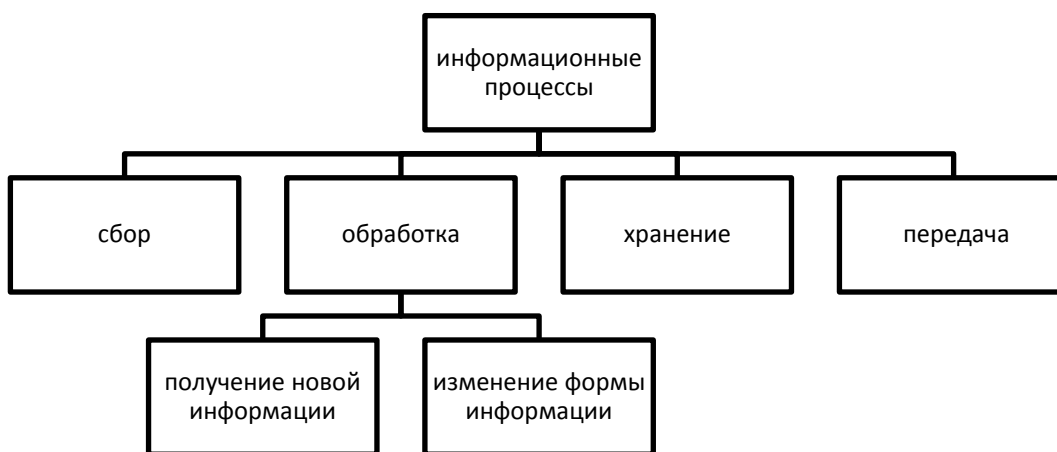 информационные
процессы
сбор
обработка
хранение
передача
получение новой
информации
изменение формы
информации